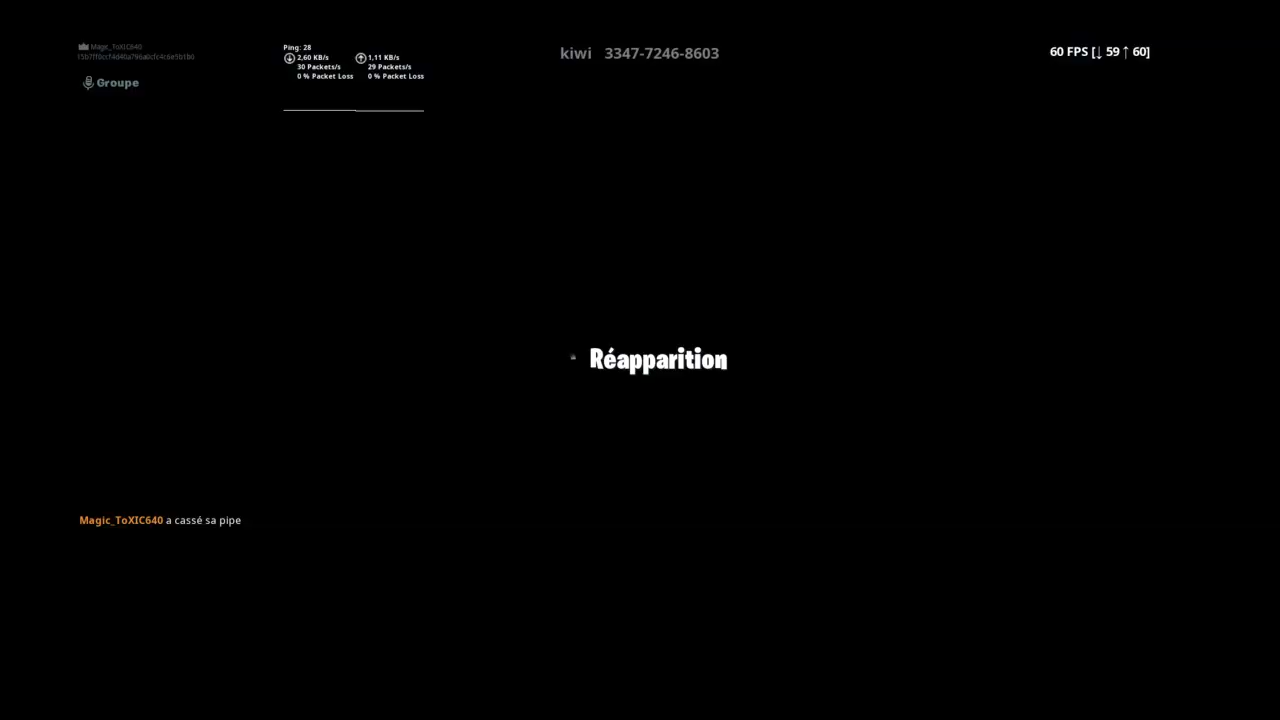 Magic_ToXIC640
Groupe
Ping: 28
2,60 KB/s
30 Packets/s
0 % Packet Loss
1,11 KB/s
29 Packets/s
0 % Packet Loss
kiwi 3347-7246-8603
60 FPS [↓ 59 ↑ 60]
Réapparition
Magic_ToXIC640 a cassé sa pipe